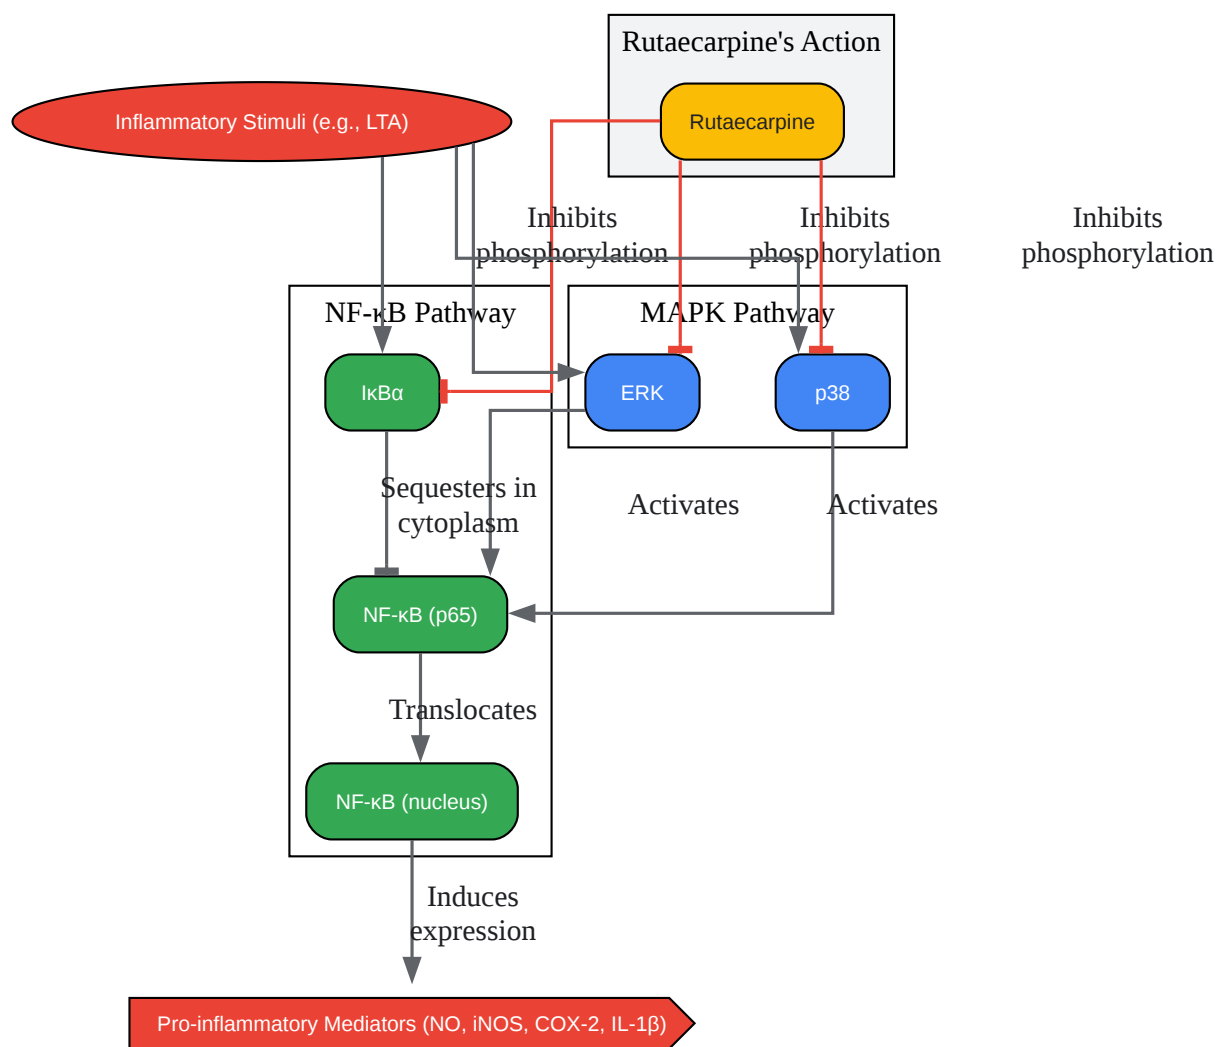 Rutaecarpine's Action
Inflammatory Stimuli (e.g., LTA)
Rutaecarpine
Inhibits
phosphorylation
Inhibits
phosphorylation
Inhibits
phosphorylation
NF-κB Pathway
MAPK Pathway
IκBα
ERK
p38
Sequesters in
cytoplasm
Activates
Activates
NF-κB (p65)
Translocates
NF-κB (nucleus)
Induces
expression
Pro-inflammatory Mediators (NO, iNOS, COX-2, IL-1β)